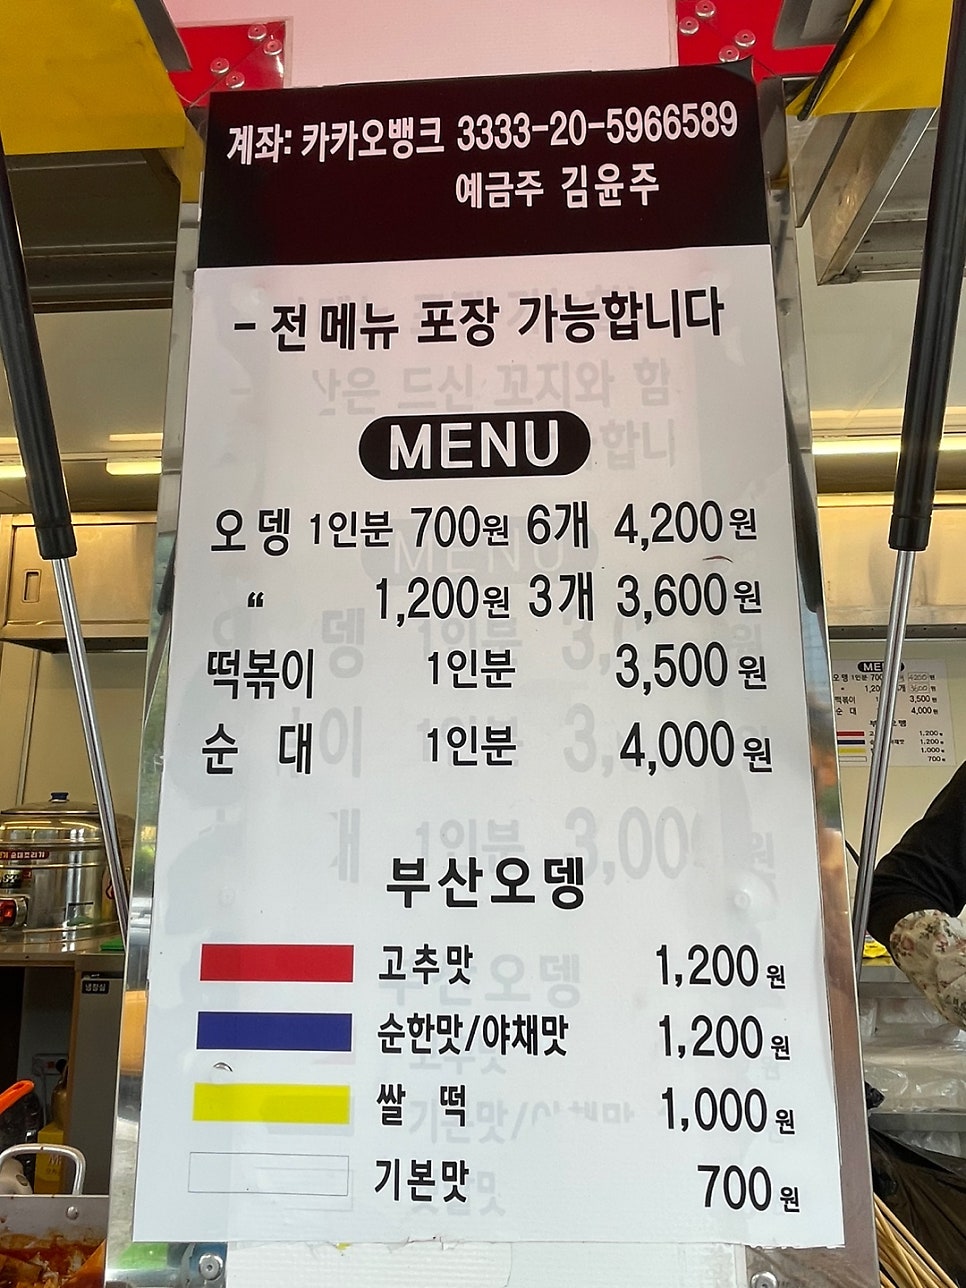 계좌: 카카오뱅크 3333-20-5966589
예금주 김윤주
- 전메뉴 포장 가능합니다
MENU
오뎅 1인분 700원 6개 4,200원
“ 1,200원 3개 3,600원
떡볶이 1인분 3,500원
순 대 1인분 4,000원
부산오뎅
고추맛 1,200원
순한맛/야채맛 1,200원
쌀 떡 1,000원
기본맛 700원